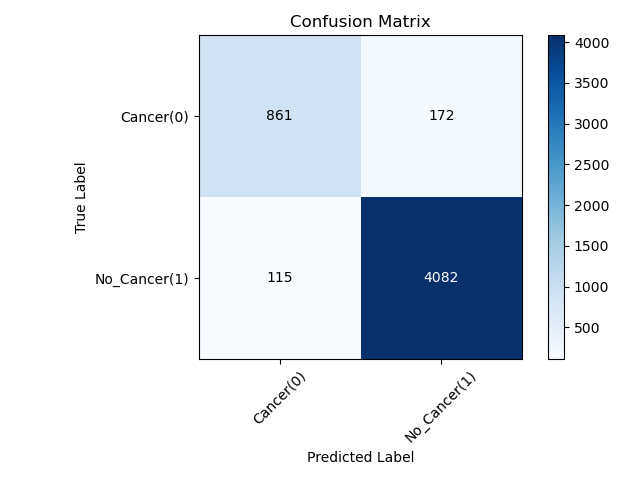 Confusion Matrix
True Label
Cancer(0)
No_Cancer(1)
861
172
115
4082
Cancer(0)
No_Cancer(1)
Predicted Label
4000
3500
3000
2500
2000
1500
1000
500